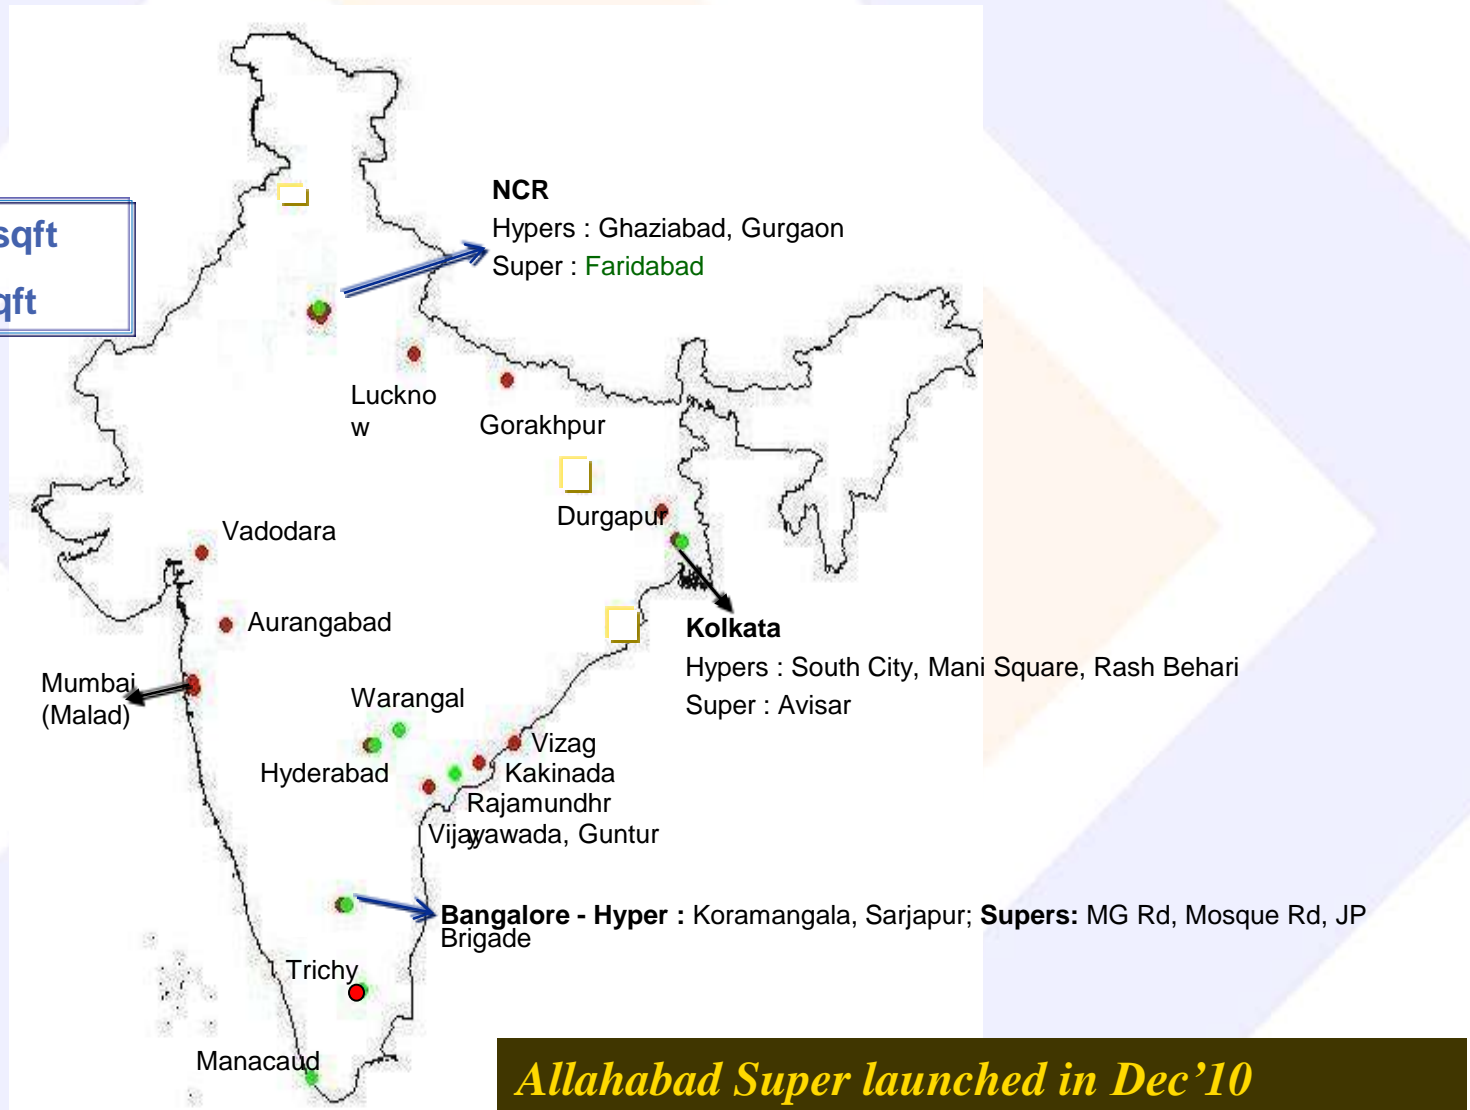 sqft
qft
NCR
Hypers : Ghaziabad, Gurgaon
Super : Faridabad
Luckno
w
Gorakhpur
Durgapur
Vadodara
Aurangabad
Kolkata
Hypers : South City, Mani Square, Rash Behari
Super : Avisar
Mumbai
(Malad)
Warangal
Hyderabad
Vizag
Kakinada
Rajamundhr
y
Vijayawada, Guntur
Bangalore - Hyper : Koramangala, Sarjapur; Supers: MG Rd, Mosque Rd, JP
Brigade
Trichy
Manacaud
Allahabad Super launched in Dec’10